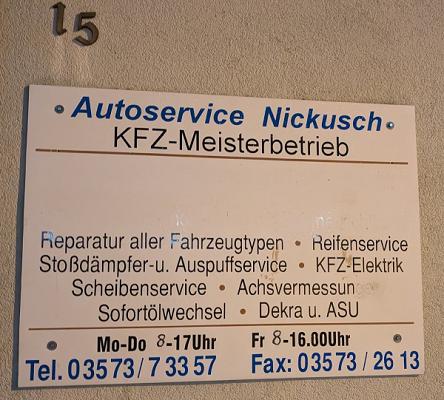 15
Autoservice Nickusch
KFZ-Meisterbetrieb
Reparatur aller Fahrzeugtypen • Reifenservice
Stoßdämpfer-u. Auspuffservice • KFZ-Elektrik
Scheibenservice • Achsvermessung
Sofortölwechsel • Dekra u. ASU
Mo-Do 8-17Uhr Fr 8-16.00Uhr
Tel. 03573/7 33 57 Fax: 03573/26 13